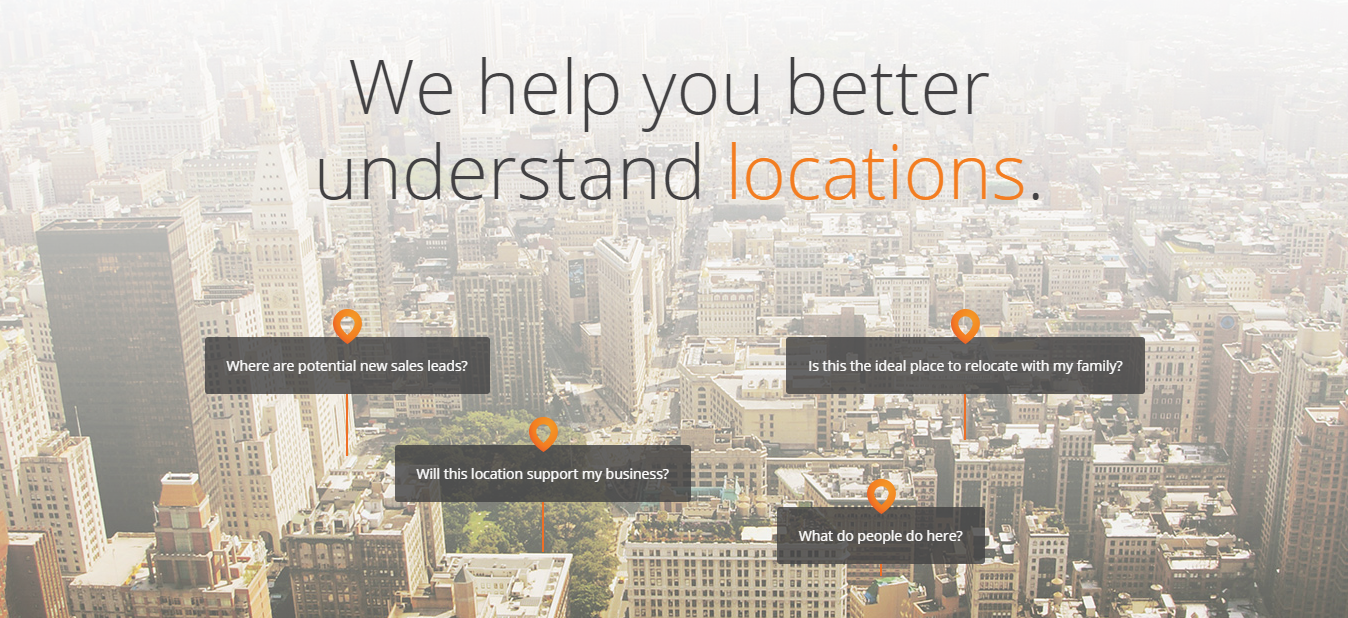 We help you better
understand locations.
Where are potential new sales leads?
Is this the ideal place to relocate with my family?
Will this location support my business?
What do people do here?